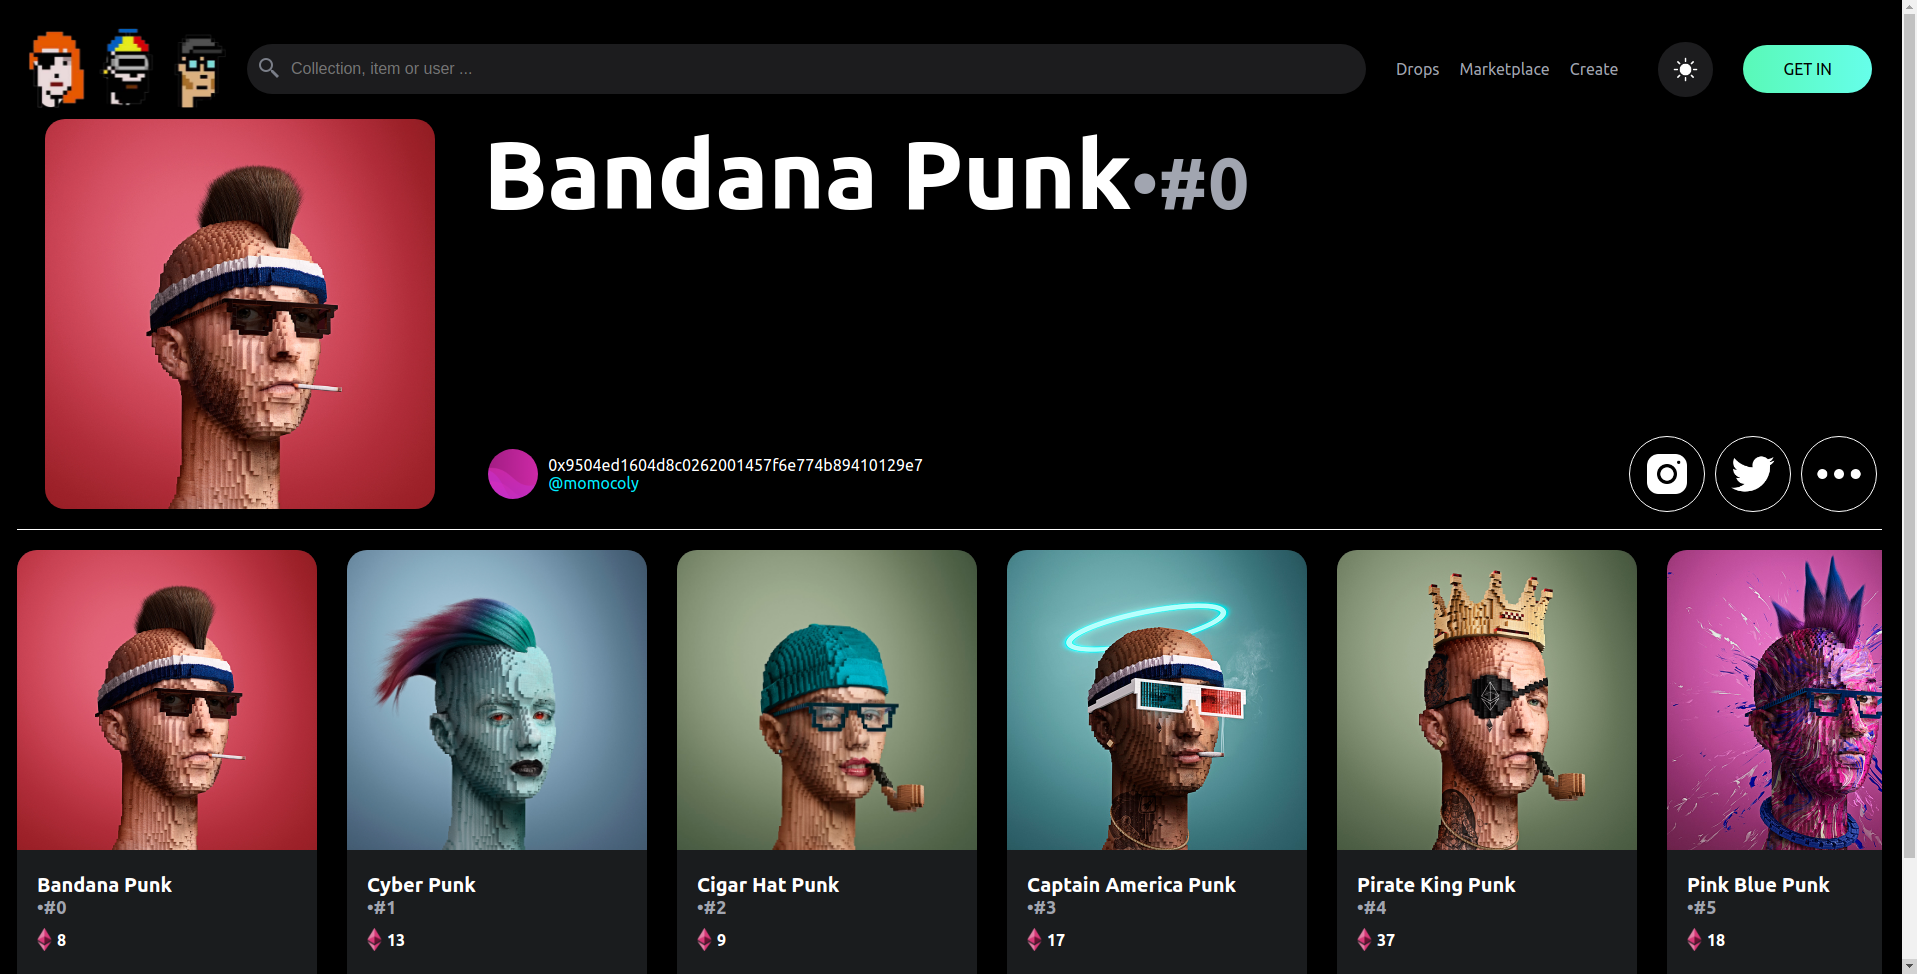 Collection, item or user ...
Drops Marketplace Create
GET IN
Bandana Punk•#0
0x9504ed1604d8c0262001457f6e774b89410129e7
@momocoly
Bandana Punk
•#0
8
Cyber Punk
•#1
13
Cigar Hat Punk
•#2
9
Captain America Punk
•#3
17
Pirate King Punk
•#4
37
Pink Blue Punk
•#5
18